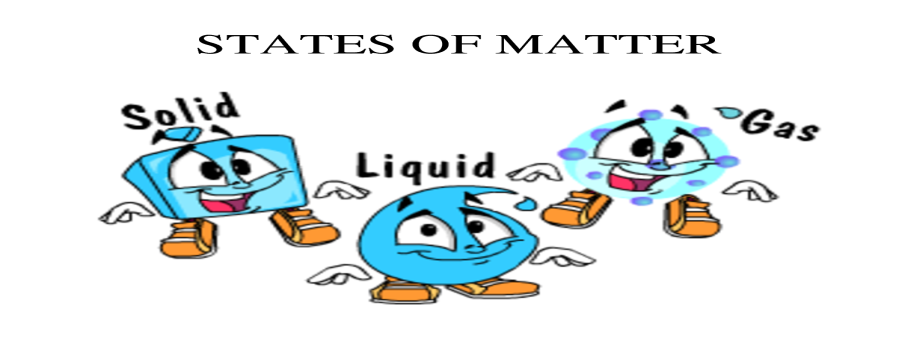 STATES OF MATTER
Solid
Liquid
Gas